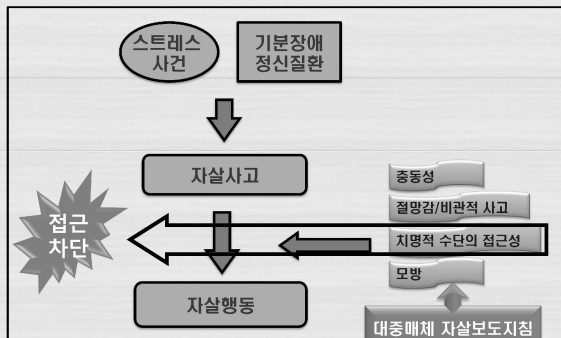 스트레스
사건
기분장애
정신질환
자살사고
충동성
절망감/비관적 사고
치명적 수단의 접근성
모방
접근
차단
자살행동
대중매체 자살보도지침